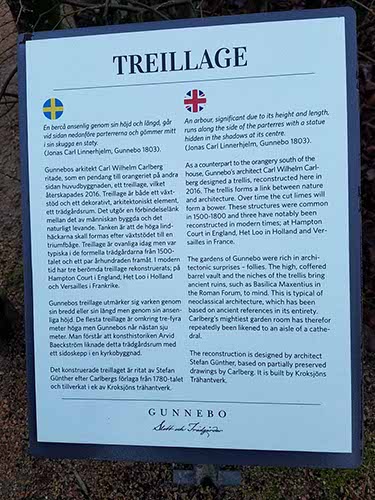 TREILLAGE
En berså ansenlig genom sin höjd och längd, går
vid sidan nedanföre parterrerna och gömmer mitt
i sin skugga en staty.
(Jonas Carl Linnerhjelm, Gunnebo 1803).
Gunnebos arkitekt Carl Wilhelm Carlberg
ritade, som en pendang till orangeriet på andra
sidan huvudbyggnaden, ett treillage, vilket
återskapades 2016. Treillage är både ett växt-
stöd och ett dekorativt, arkitektoniskt element,
ett trädgårdsrum. Det utgör en förbindelselänk
mellan det av människan byggda och det
naturligt levande. Tanken är att de höga lind-
häckarna skall formas efter växtstödet till en
triumfbåge. Treillage är ovanliga idag men var
typiska i de formella trädgårdarna från 1500-
talet och ett par århundraden framåt. I modern
tid har tre berömda treillage rekonstruerats; på
Hampton Court i England, Het Loo i Holland
och Versailles i Frankrike.
Gunnebos treillage utmärker sig varken genom
sin bredd eller sin längd men genom sin ansen-
liga höjd. De flesta treillage är omkring tre-fyra
meter höga men Gunnebos når nästan sju
meter. Man förstår att konsthistoriken Arvid
Baeckström liknade detta trädgårdsrum med
ett sidoskepp i en kyrkobyggnad.
Det konstruerade treillaget är ritat av Stefan
Günther efter Carlbergs förlaga från 1780-talet
och tillverkat i ek av Kroksjöns trähantverk.
An arbour, significant due to its height and length,
runs along the side of the parterres with a statue
hidden in the shadows at its centre.
(Jonas Carl Linnerhjelm, Gunnebo 1803).
As a counterpart to the orangery south of the
house, Gunnebo's architect Carl Wilhelm Carl-
berg designed a treillis, reconstructed here in
2016. The treillis forms a link between nature
and architecture. Over time the cut limes will
form a bower. These structures were common
in 1500-1800 and three have notably been
reconstructed in modern times; at Hampton
Court in England, Het Loo in Holland and Ver-
sailles in France.
The gardens of Gunnebo were rich in archi-
tectonic surprises – follies. The high, coffered
barrel vault and the niches of the treillis bring
ancient ruins, such as Basilica Maxentius in
the Roman Forum, to mind. This is typical of
neoclassical architecture, which has been
based on ancient references in its entirety.
Carlberg's mightiest garden room has therefor
repeatedly been likened to an aisle of a cathe-
dral.
The reconstruction is designed by architect
Stefan Günther, based on partially preserved
drawings by Carlberg. It is built by Kroksjöns
Trähantverk.
GUNNEBO
Slott och Trädgårdar